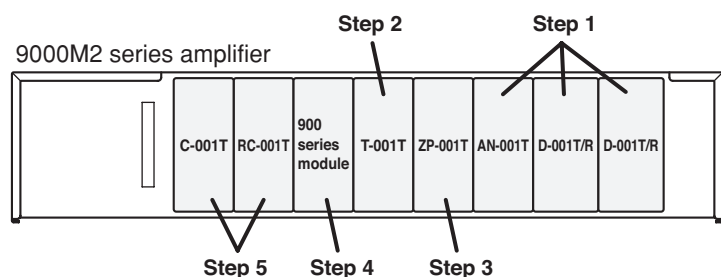 Step 2
Step 1
9000M2 series amplifier
C-001T
RC-001T
900
series
module
T-001T
ZP-001T
AN-001T
D-001T/R
D-001T/R
Step 5
Step 4
Step 3